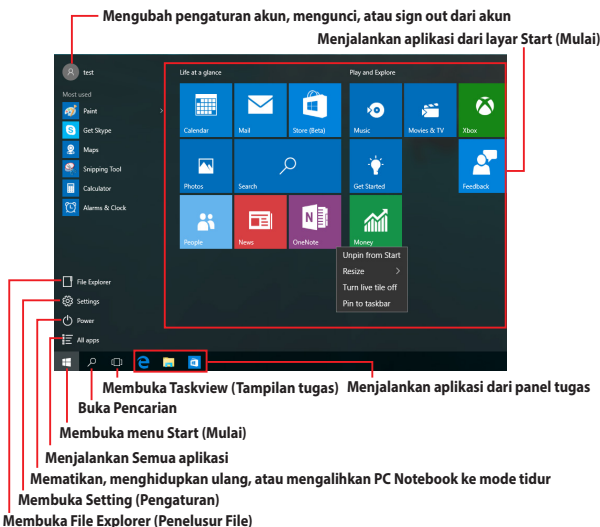 Mengubah pengaturan akun, mengunci, atau sign out dari akun
Menjalankan aplikasi dari layar Start (Mulai)
test
Most used
Paint
Get Skype
Maps
Snipping Tool
Calculator
Alarms & Clock
File Explorer
Settings
Power
All apps
Life at a glance
Play and Explore
Calendar
Mail
Store (Beta)
Music
Movies & TV
Xbox
Photos
Search
Get Started
Feedback
People
News
OneNote
Money
Unpin from Start
Resize
Turn live tile off
Pin to taskbar
Membuka Taskview (Tampilan tugas)
Menjalankan aplikasi dari panel tugas
Buka Pencarian
Membuka menu Start (Mulai)
Menjalankan Semua aplikasi
Mematikan, menghidupkan ulang, atau mengalihkan PC Notebook ke mode tidur
Membuka Setting (Pengaturan)
Membuka File Explorer (Penelusur File)